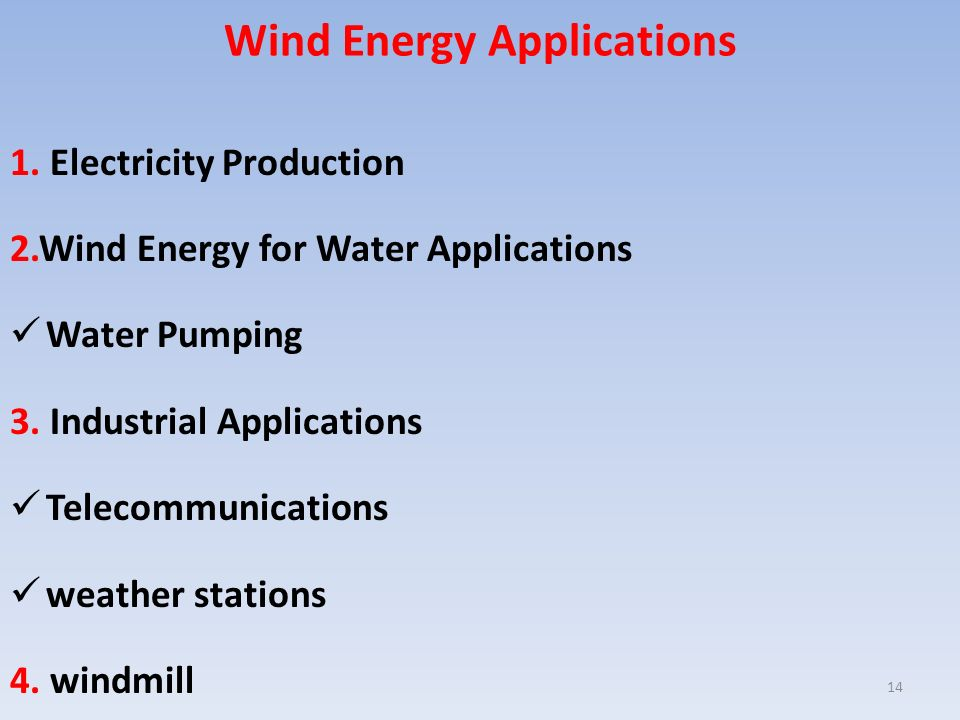 Wind Energy Applications
1. Electricity Production
2.Wind Energy for Water Applications
✓ Water Pumping
3. Industrial Applications
✓ Telecommunications
✓ weather stations
4. windmill
14